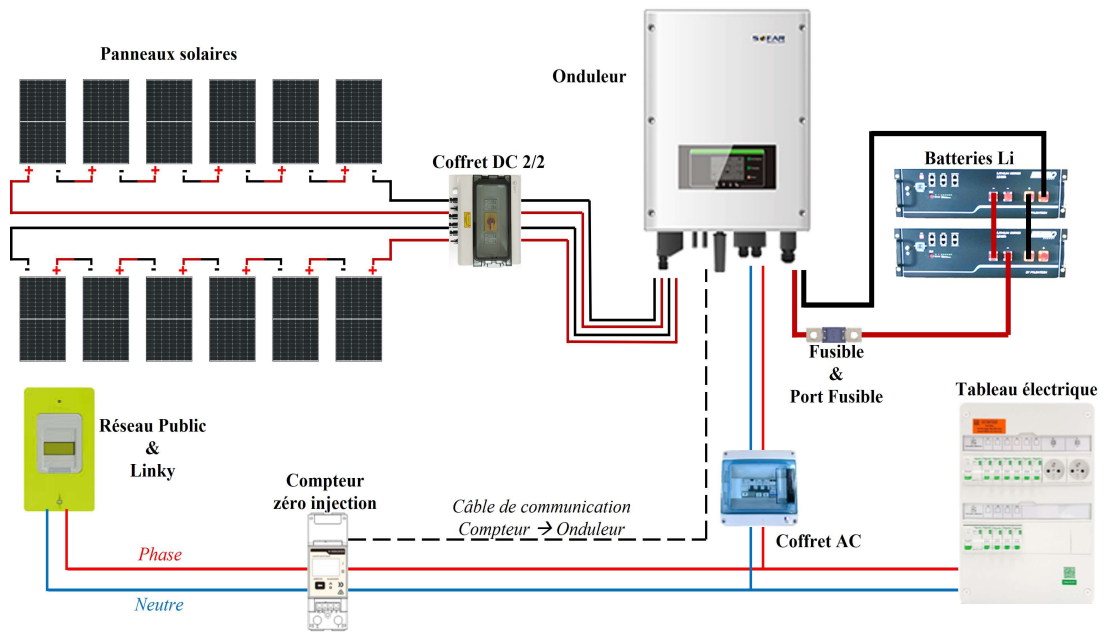 Panneaux solaires
Onduleur
SOFAR
Coffret DC 2/2
Batteries Li
Fusible
&
Port Fusible
Tableau électrique
Réseau Public
&
Linky
Compteur
zéro injection
Câble de communication
Compteur → Onduleur
Coffret AC
Phase
Neutre